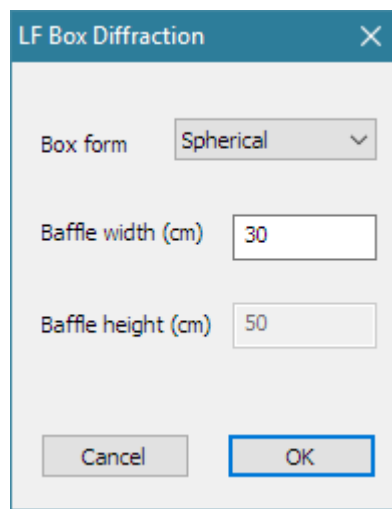 LF Box Diffraction
Box form Spherical
Baffle width (cm) 30
Baffle height (cm) 50
Cancel OK